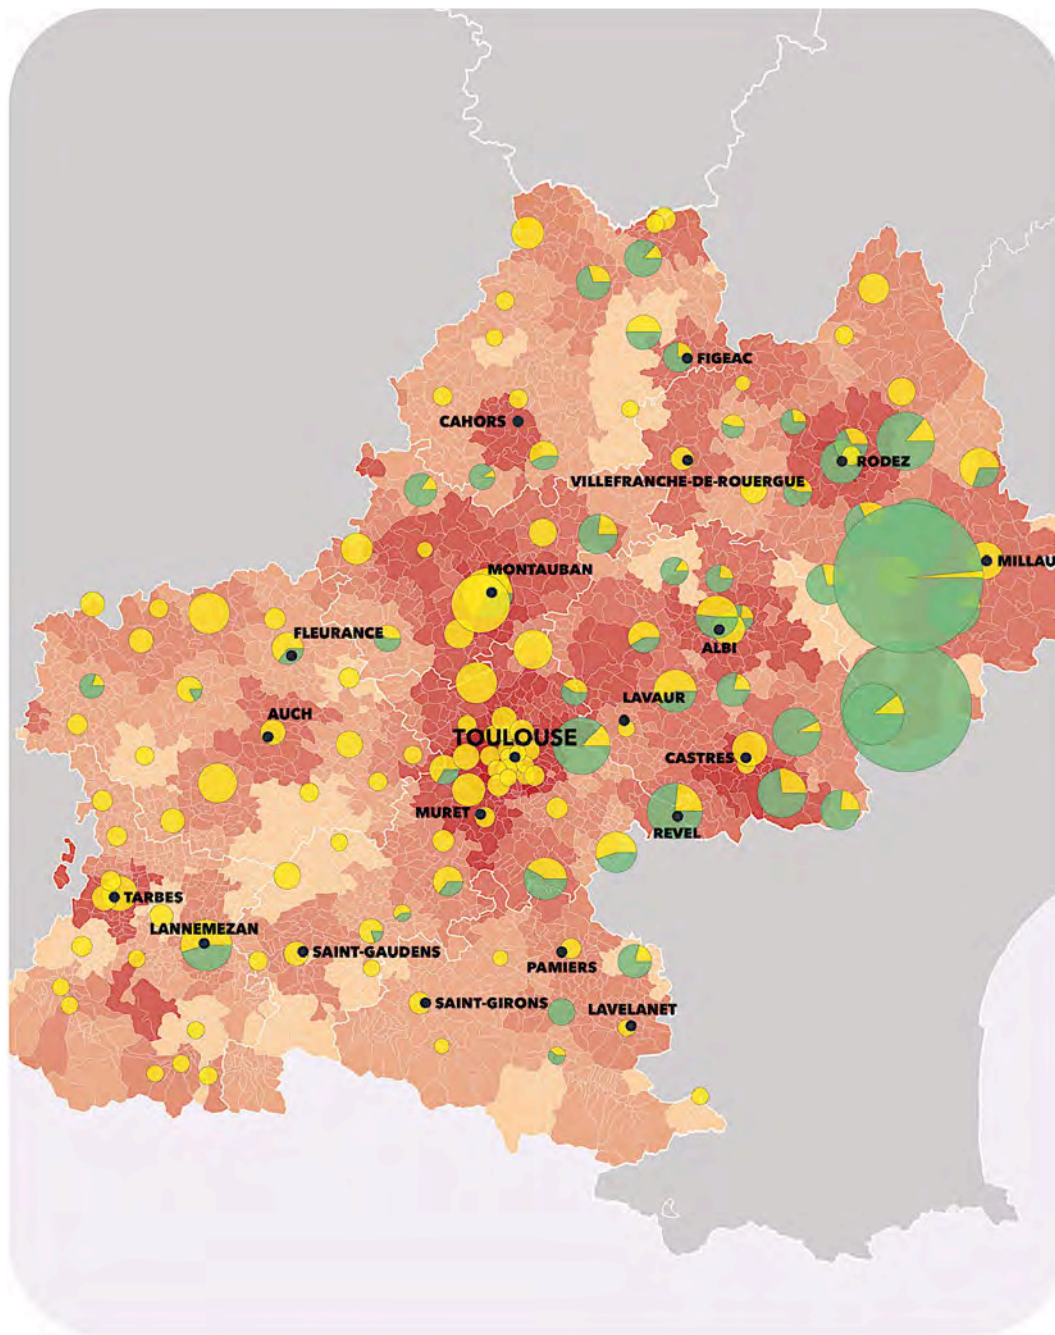 FIGEAC
CAHORS
RODEZ
VILLEFRANCHE-DE-ROUERGUE
MILLAU
MONTAUBAN
FLEURANCE
ALBI
LAVAUR
AUCH
TOULOUSE
CASTRES
MURET
REVEL
TARBES
LANNEMEZAN
SAINT-GAUDENS
PAMIERS
SAINT-GIRONS
LAVELANET